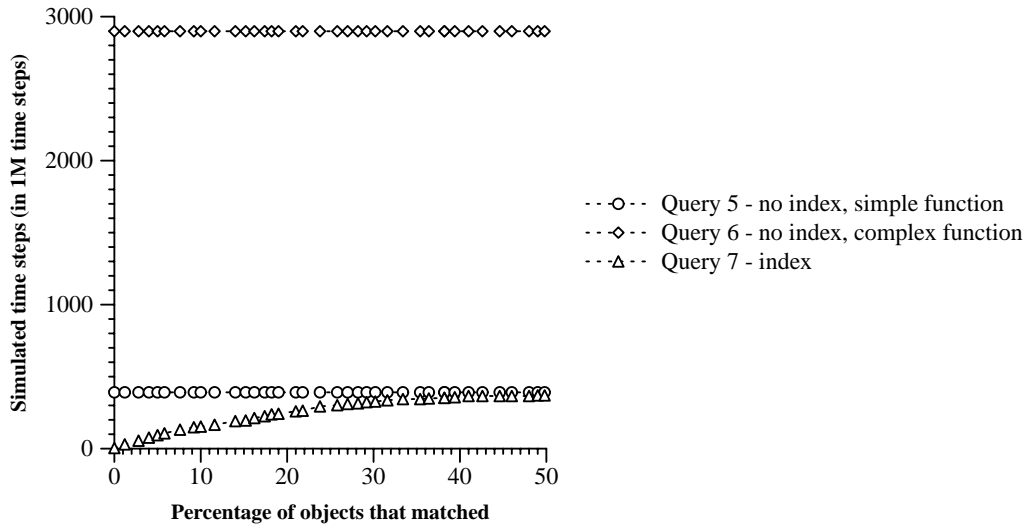 3000
2000
1000
0
0
10
20
30
40
50
Simulated time steps (in 1M time steps)
Percentage of objects that matched
Query 5 - no index, simple function
Query 6 - no index, complex function
Query 7 - index